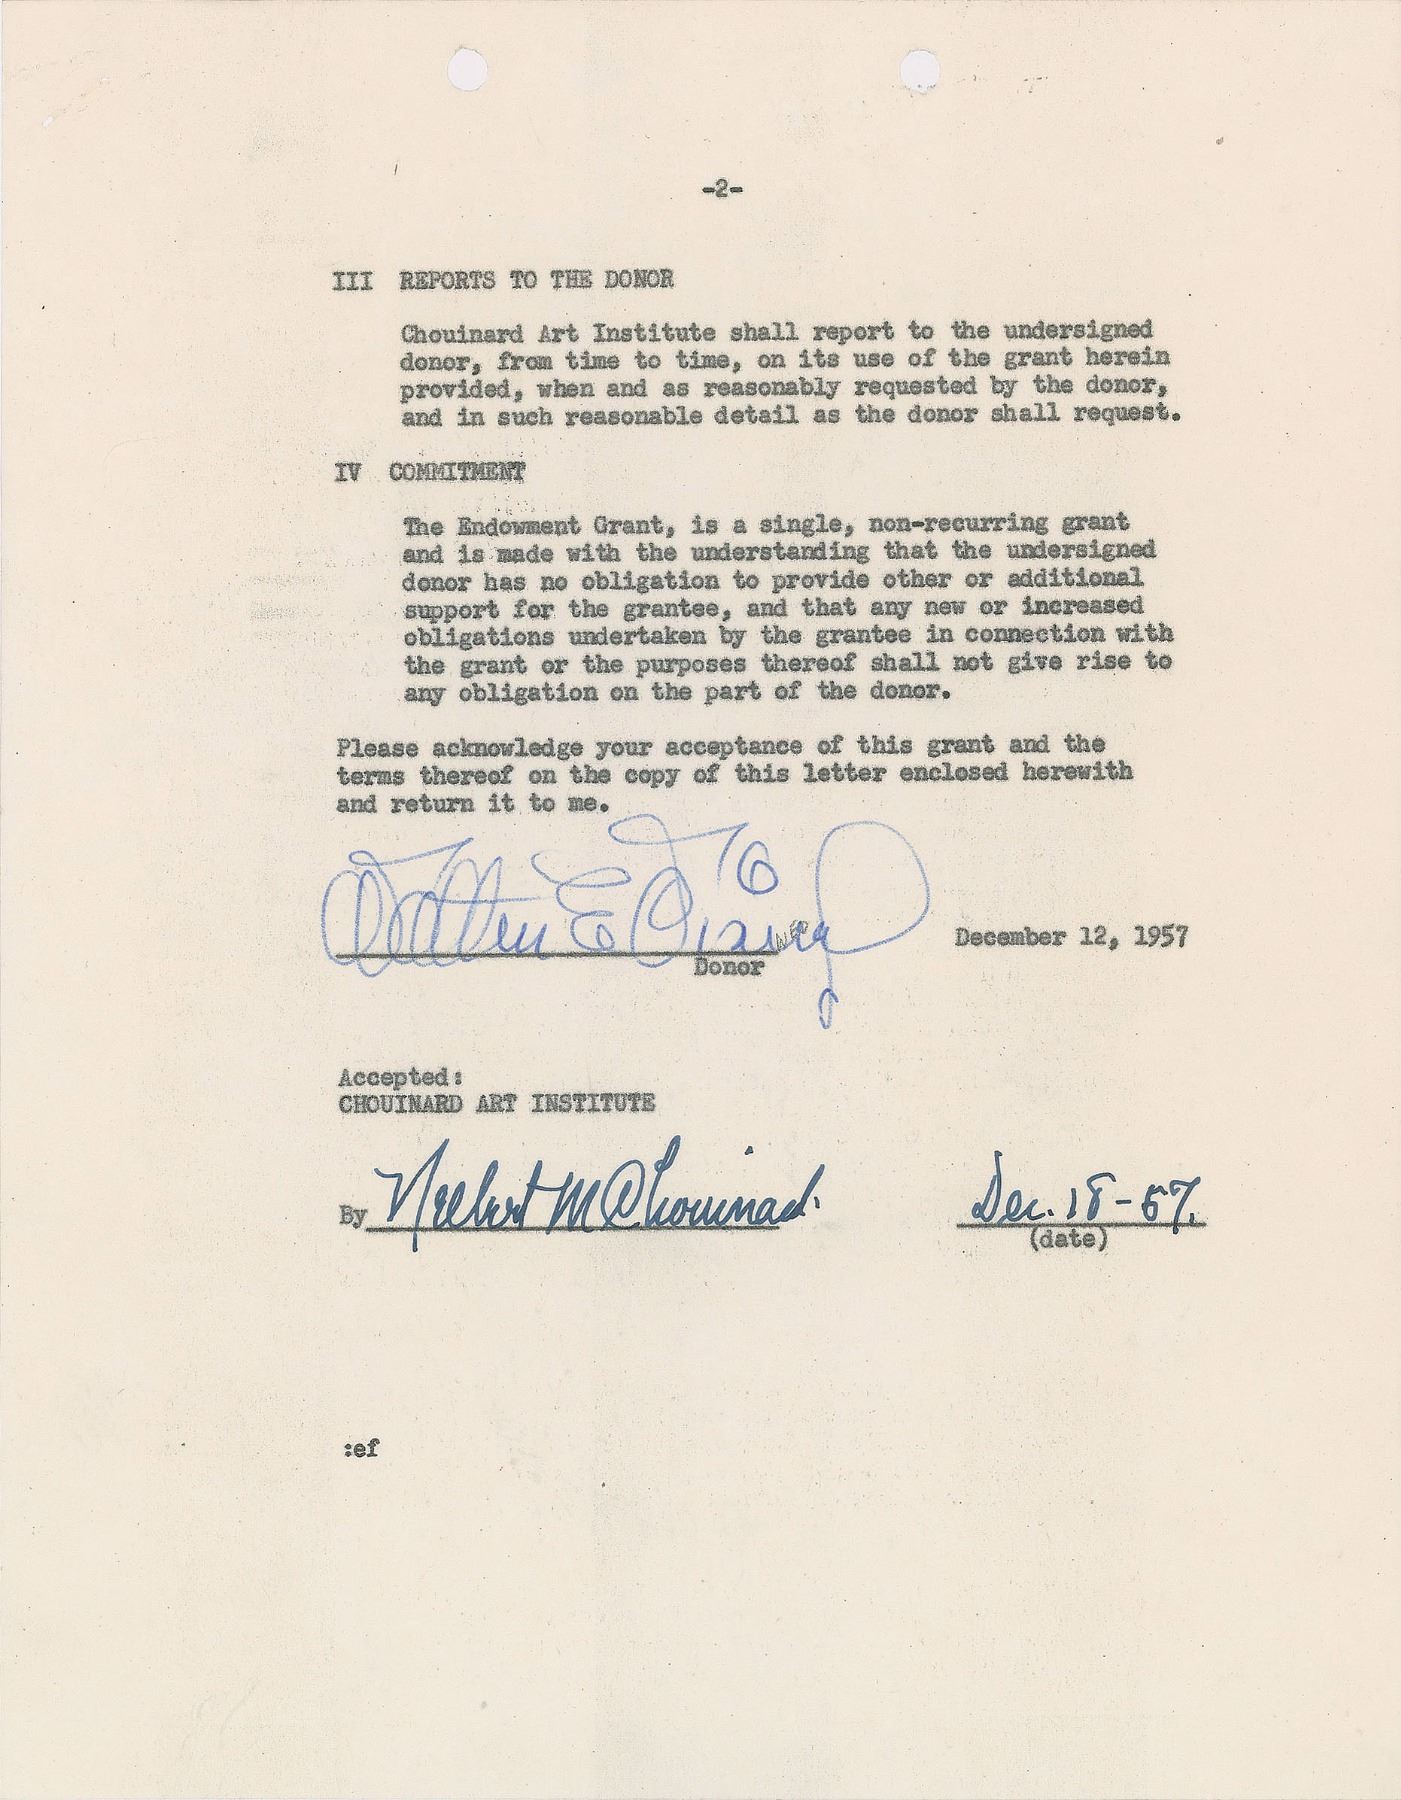 -2-
III REPORTS TO THE DONOR
Chouinard Art Institute shall report to the undersigned
donor, from time to time, on its use of the grant herein
provided, when and as reasonably requested by the donor,
and in such reasonable detail as the donor shall request.
IV COMMITMENT
The Endowment Grant, is a single, non-recurring grant
and is made with the understanding that the undersigned
donor has no obligation to provide other or additional
support for the grantee, and that any new or increased
obligations undertaken by the grantee in connection with
the grant or the purposes thereof shall not give rise to
any obligation on the part of the donor.
Please acknowledge your acceptance of this grant and the
terms thereof on the copy of this letter enclosed herewith
and return it to me.
Walter E Disney December 12, 1957
Donor
Accepted:
CHOUINARD ART INSTITUTE
By Nelbert M Chouinard. Dec. 18-57.
(date)
:ef